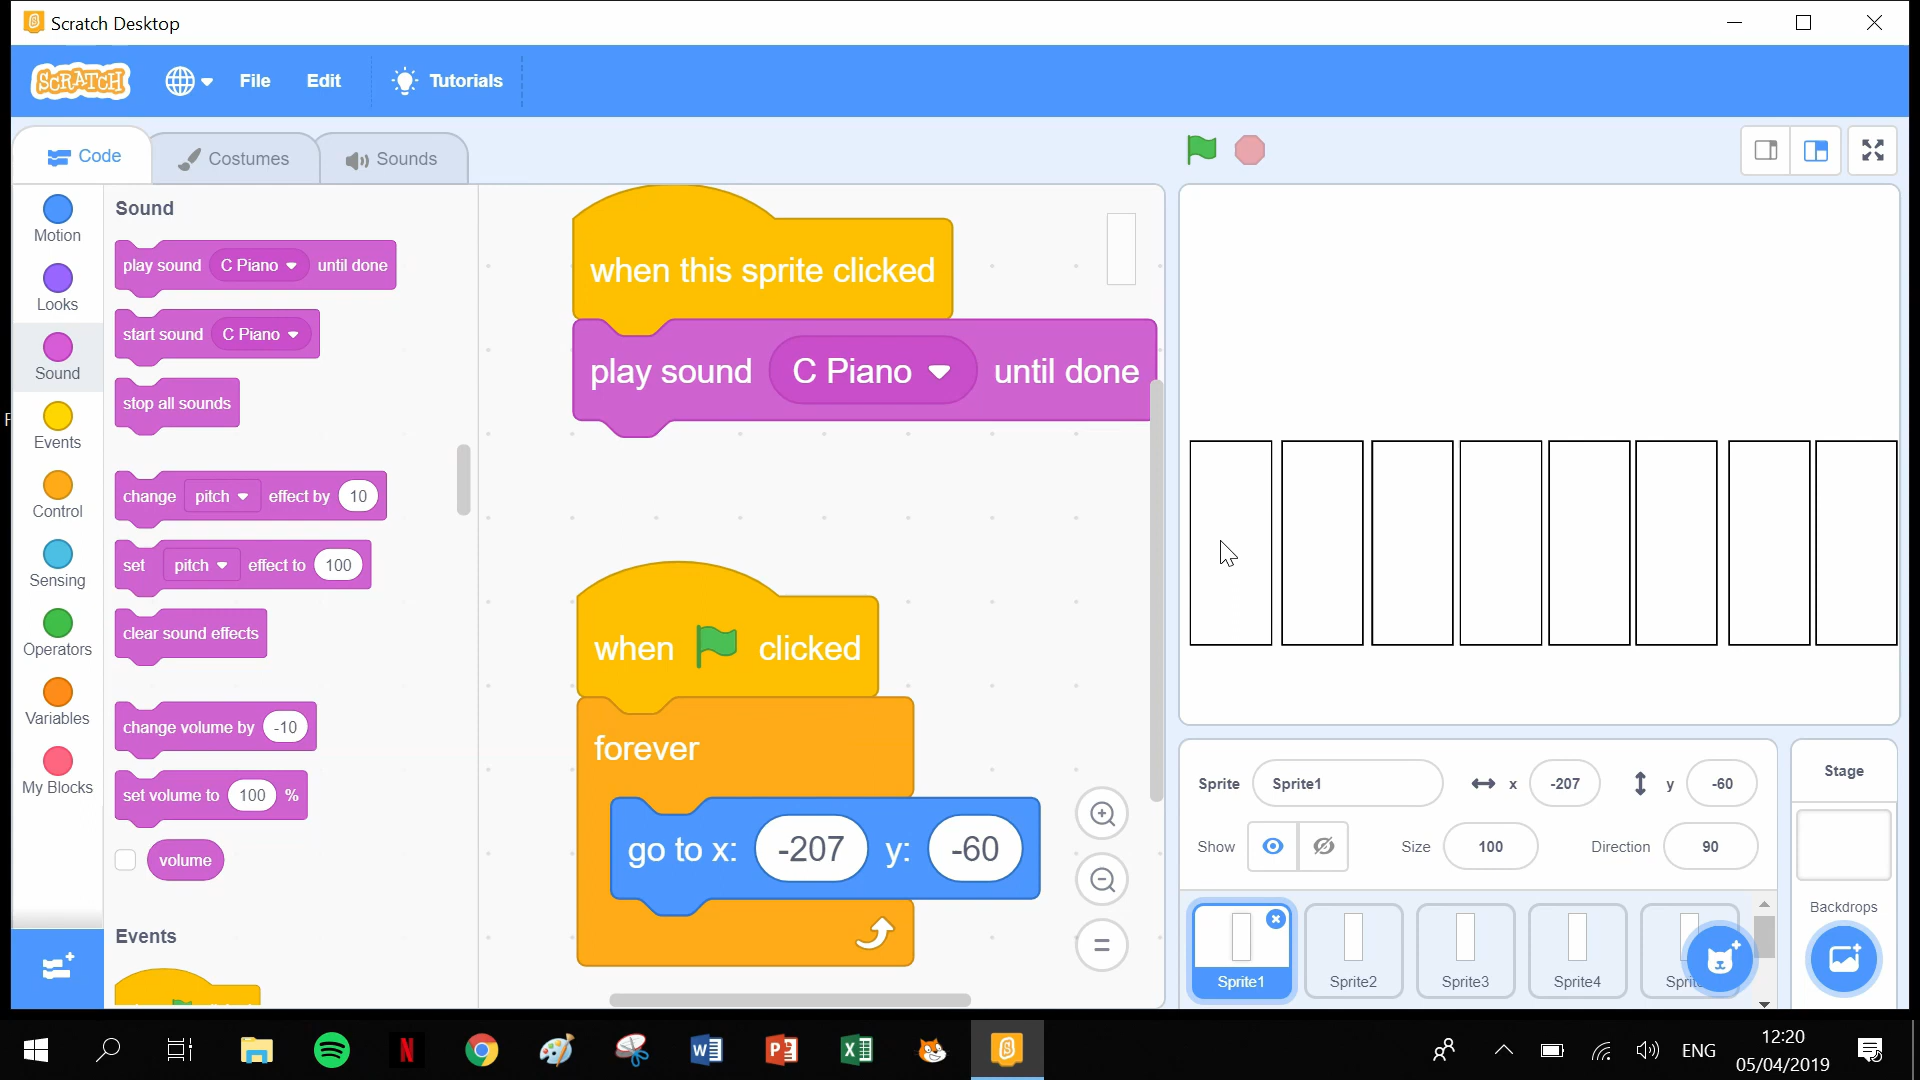 Scratch Desktop
SCRATCH
File
Edit
Tutorials
Code
Costumes
Sounds
Motion
Looks
Sound
Events
Control
Sensing
Operators
Variables
My Blocks
Sound
play sound C Piano until done
start sound C Piano
stop all sounds
change pitch effect by 10
set pitch effect to 100
clear sound effects
change volume by -10
set volume to 100 %
volume
Events
when this sprite clicked
play sound C Piano until done
when clicked
forever
go to x: -207 y: -60
Sprite Sprite1 x -207 y -60
Show Size 100 Direction 90
Sprite1
Sprite2
Sprite3
Sprite4
Stage
Backdrops
ENG
12:20
05/04/2019